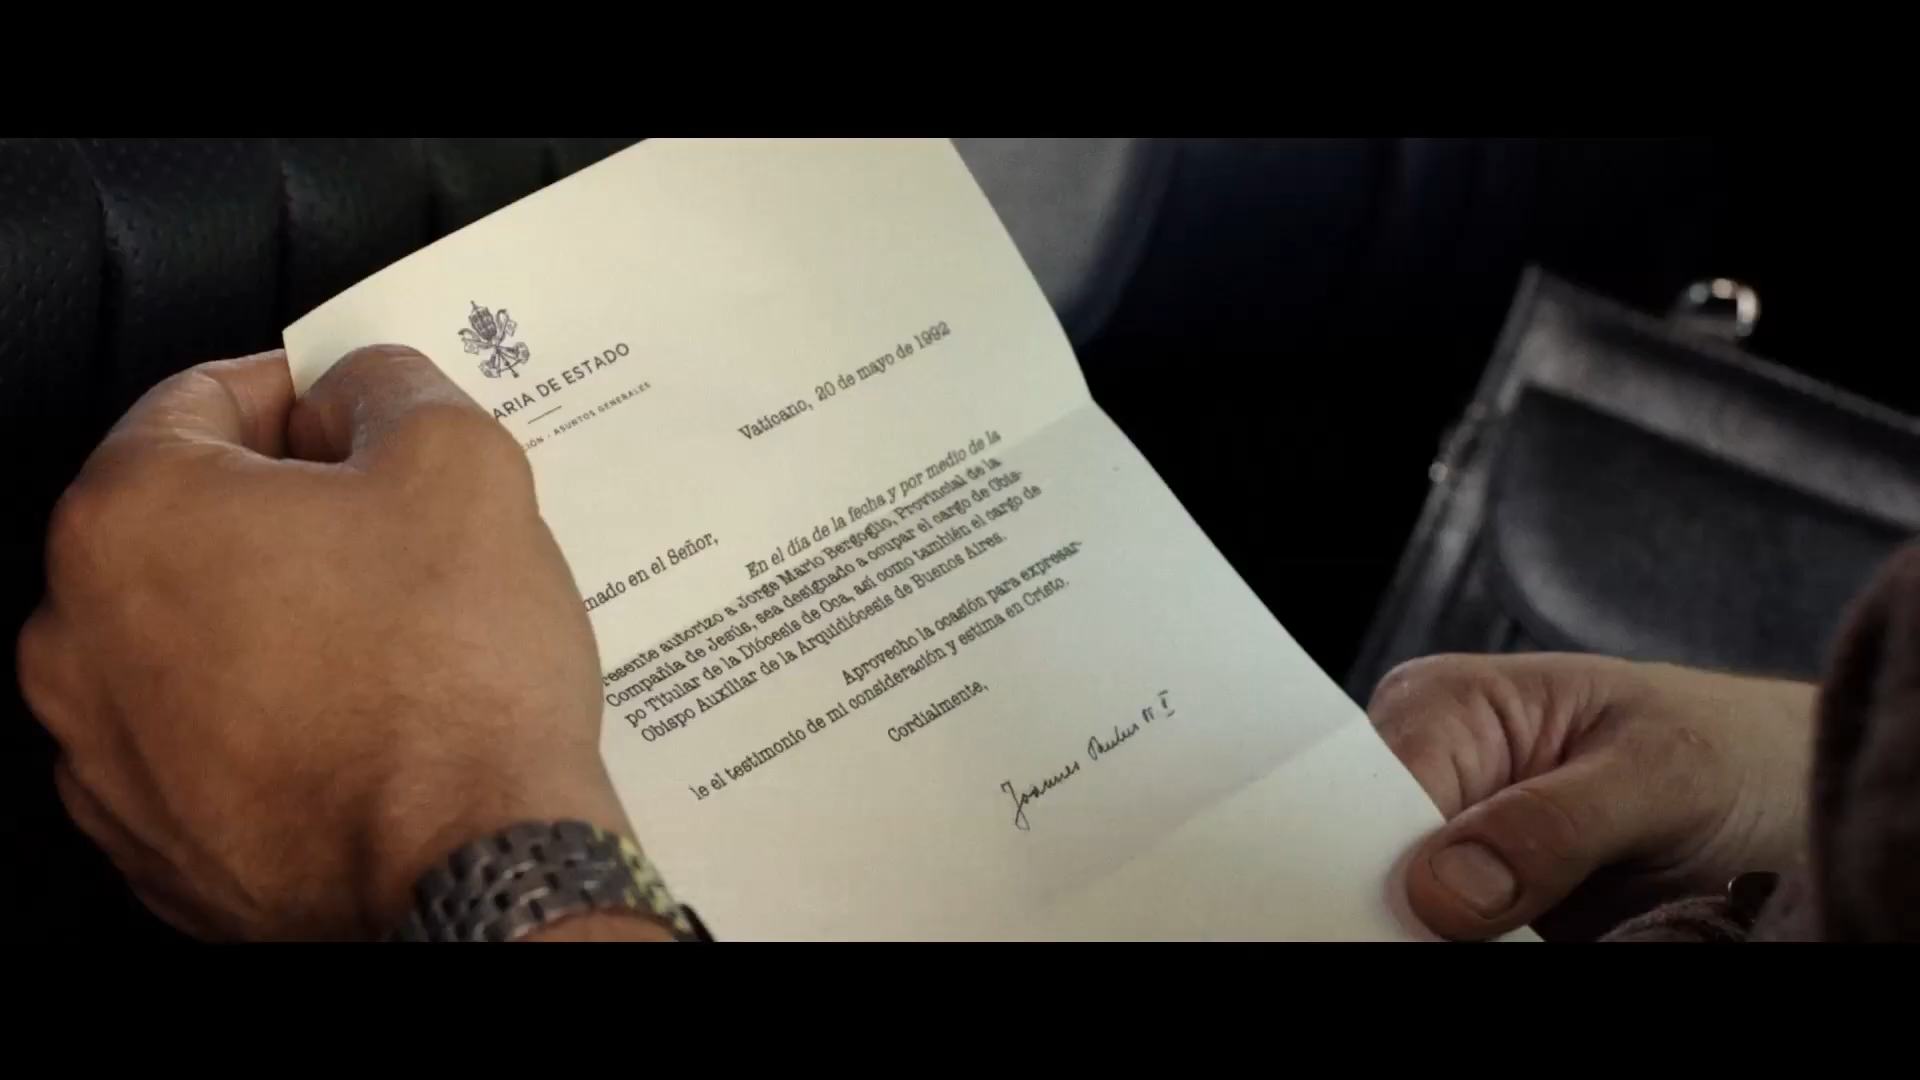 ARIA DE ESTADO
CIÓN - ASUNTOS GENERALES
Vaticano, 20 de mayo de 1992
mado en el Señor,
En el día de la fecha y por medio de la
resente autorizo a Jorge Mario Bergoglio, Provincial de la
Compañía de Jesús, sea designado a ocupar el cargo de Obis-
po Titular de la Diócesis de Oca, así como también el cargo de
Obispo Auxiliar de la Arquidiócesis de Buenos Aires.
Aprovecho la ocasión para expresar-
le el testimonio de mi consideración y estima en Cristo.
Cordialmente,
Joannes Paulus PP. II